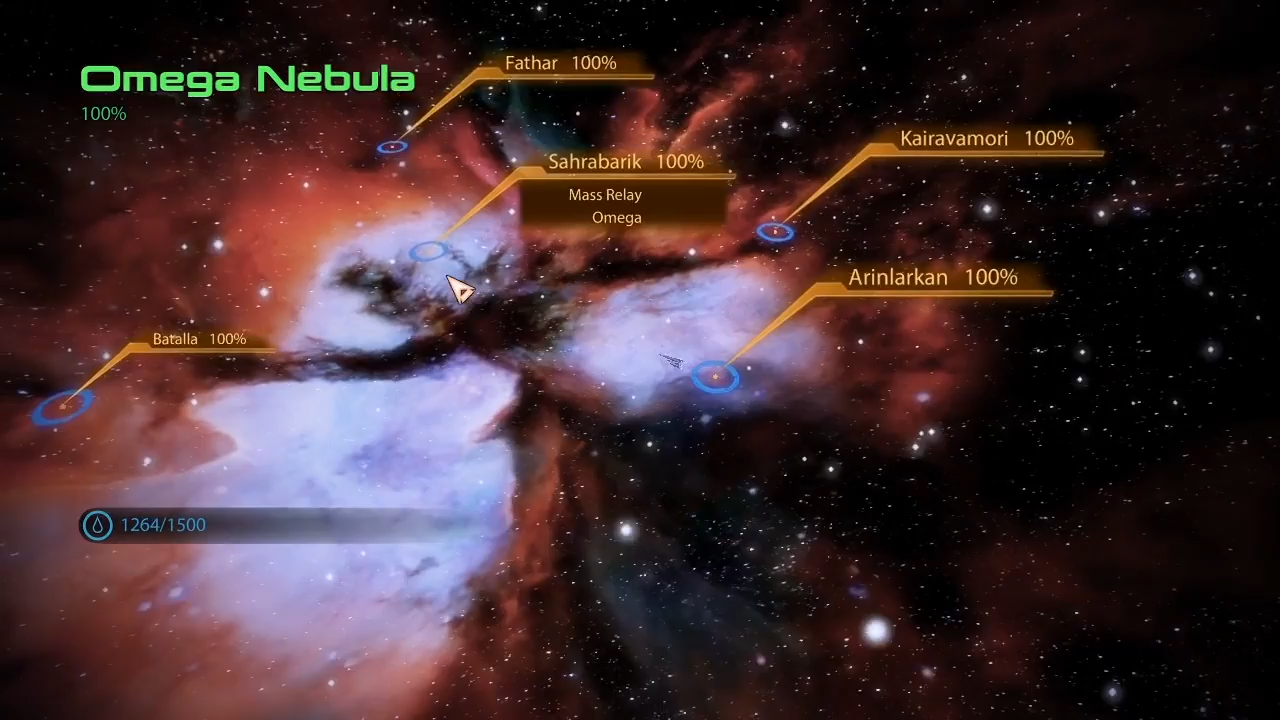 Omega Nebula
100%
Fathar 100%
Sahrabarik 100%
Mass Relay
Omega
Kairavamori 100%
Arinlarkan 100%
Batalla 100%
1264/1500